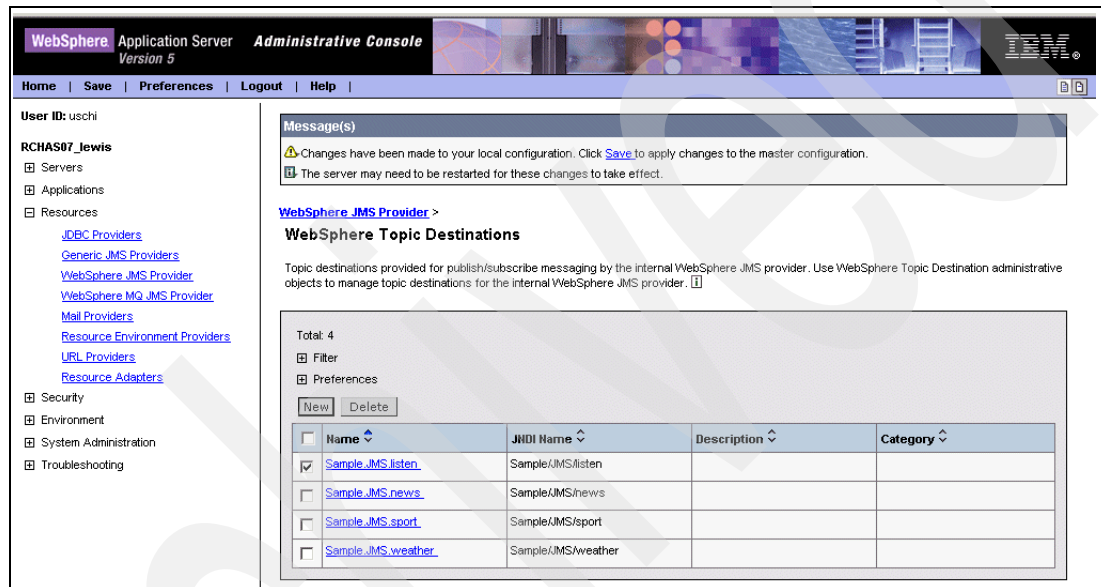 WebSphere. Application Server Administrative Console
Version 5
IBM.
Home | Save | Preferences | Logout | Help |
User ID: uschi
RCHAS07_lewis
Servers
Applications
Resources
JDBC Providers
Generic JMS Providers
WebSphere JMS Provider
WebSphere MQ JMS Provider
Mail Providers
Resource Environment Providers
URL Providers
Resource Adapters
Security
Environment
System Administration
Troubleshooting
Message(s)
Changes have been made to your local configuration. Click Save to apply changes to the master configuration.
The server may need to be restarted for these changes to take effect.
WebSphere JMS Provider >
WebSphere Topic Destinations
Topic destinations provided for publish/subscribe messaging by the internal WebSphere JMS provider. Use WebSphere Topic Destination administrative
objects to manage topic destinations for the internal WebSphere JMS provider. i
Total: 4
Filter
Preferences
New Delete
Name JNDI Name Description Category
Sample.JMS.listen Sample/JMS/listen
Sample.JMS.news Sample/JMS/news
Sample.JMS.sport Sample/JMS/sport
Sample.JMS.weather Sample/JMS/weather